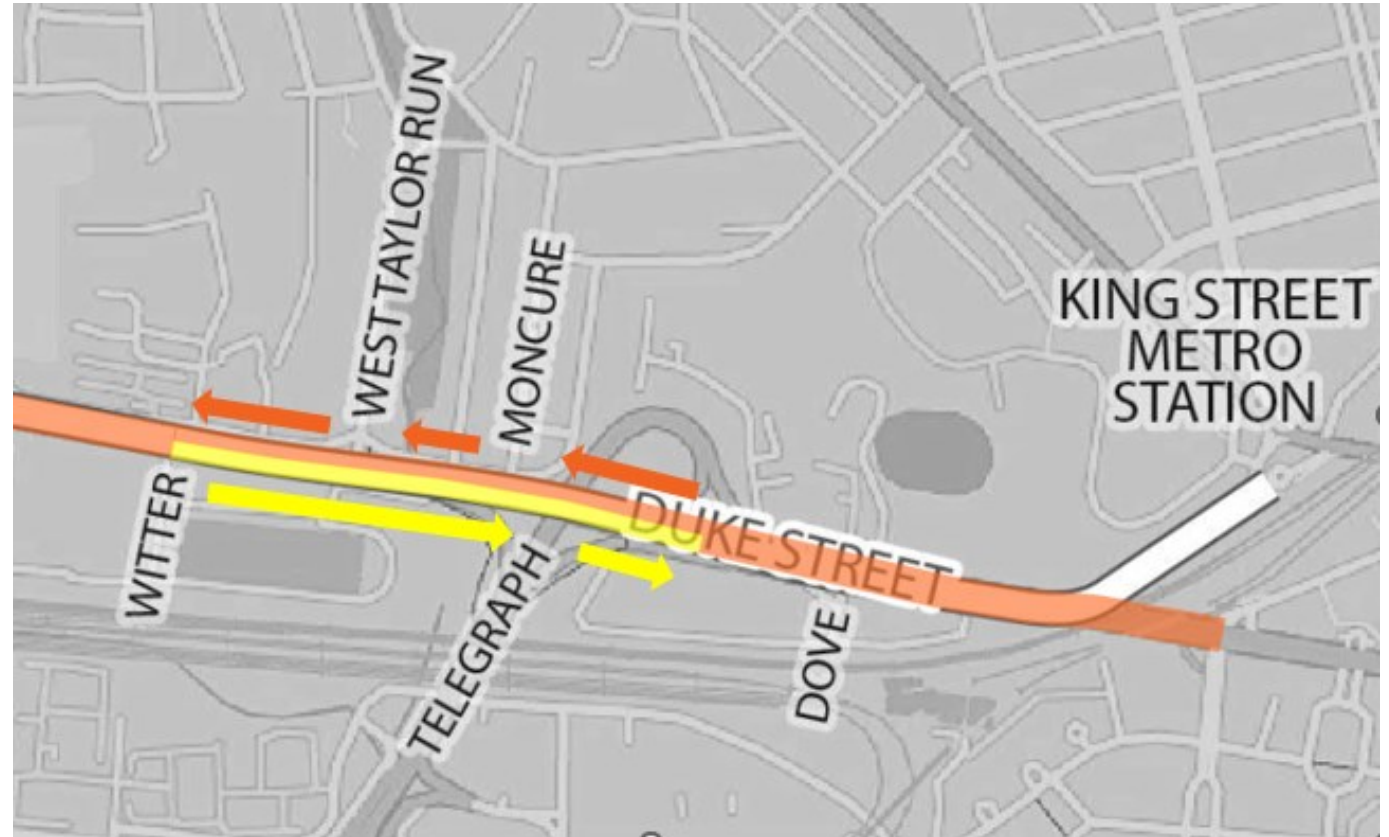 WEST TAYLOR RUN
MONCURE
KING STREET
METRO
STATION
DUKE STREET
WITTER
TELEGRAPH
DOVE